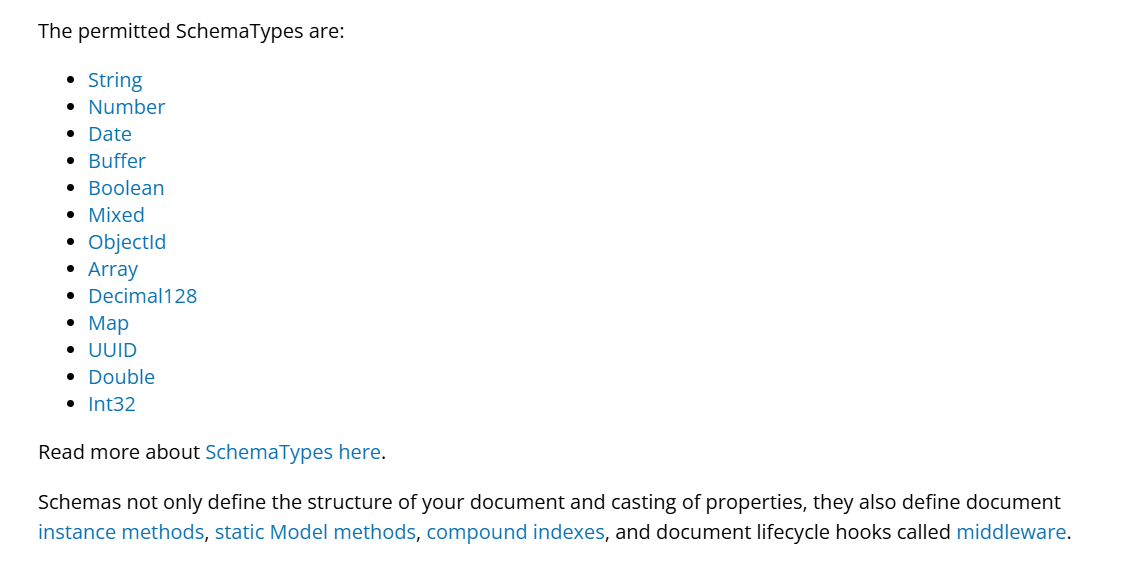 The permitted SchemaTypes are:
String
Number
Date
Buffer
Boolean
Mixed
ObjectId
Array
Decimal128
Map
UUID
Double
Int32
Read more about SchemaTypes here.
Schemas not only define the structure of your document and casting of properties, they also define document
instance methods, static Model methods, compound indexes, and document lifecycle hooks called middleware.